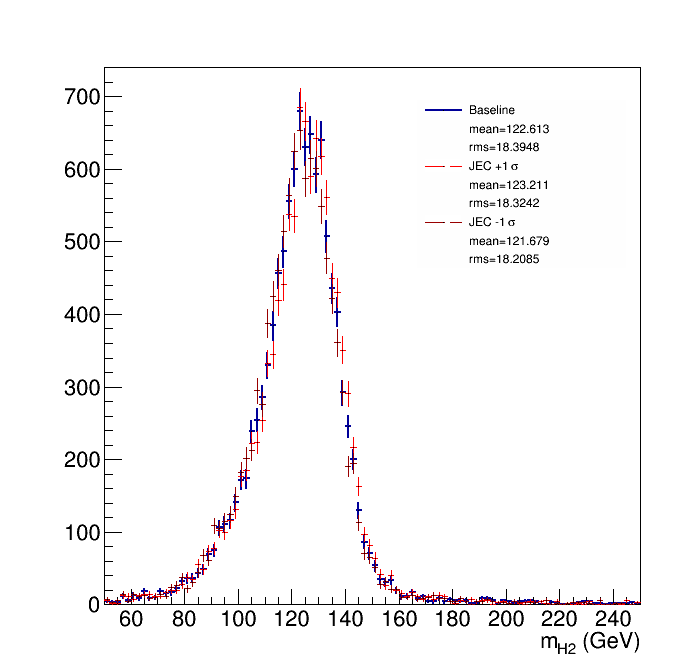 700
600
500
400
300
200
100
0
Baseline
mean=122.613
rms=18.3948
JEC +1 σ
mean=123.211
rms=18.3242
JEC -1 σ
mean=121.679
rms=18.2085
60 80 100 120 140 160 180 200 220 240
m_H2 (GeV)